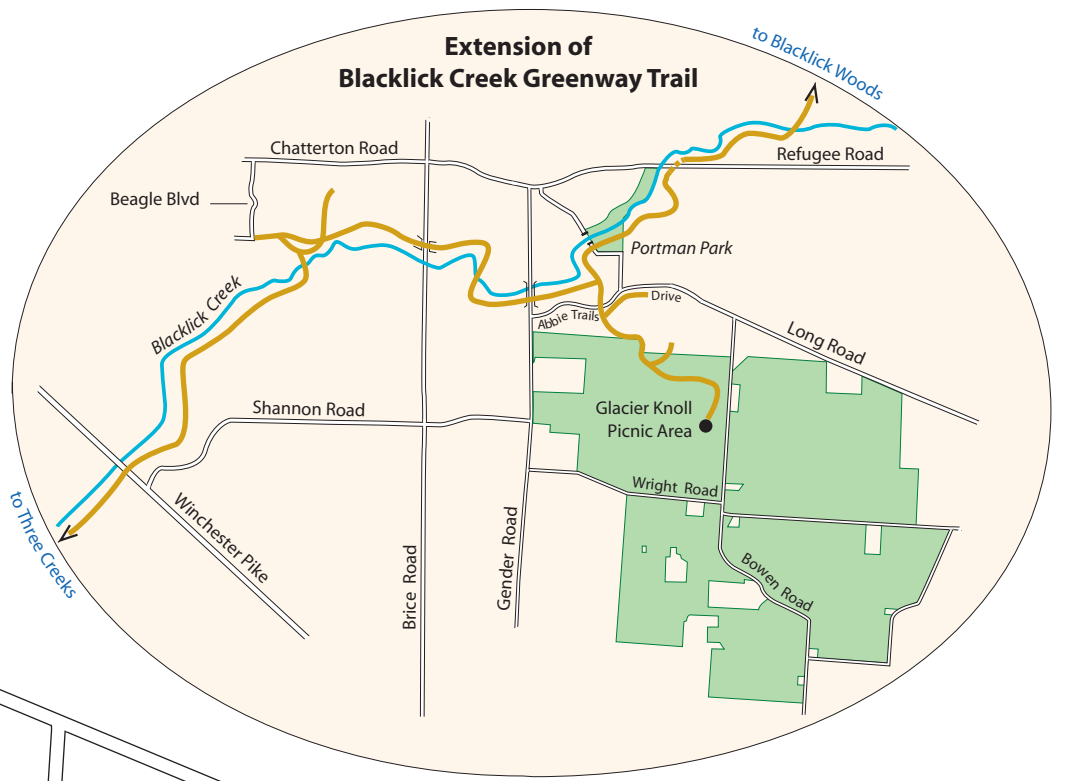 Extension of
Blacklick Creek Greenway Trail
to Blacklick Woods
Chatterton Road
Refugee Road
Beagle Blvd
Portman Park
Blacklick Creek
Drive
Abbie Trails
Long Road
Shannon Road
Glacier Knoll
Picnic Area
Wright Road
to Three Creeks
Winchester Pike
Brice Road
Gender Road
Bowen Road